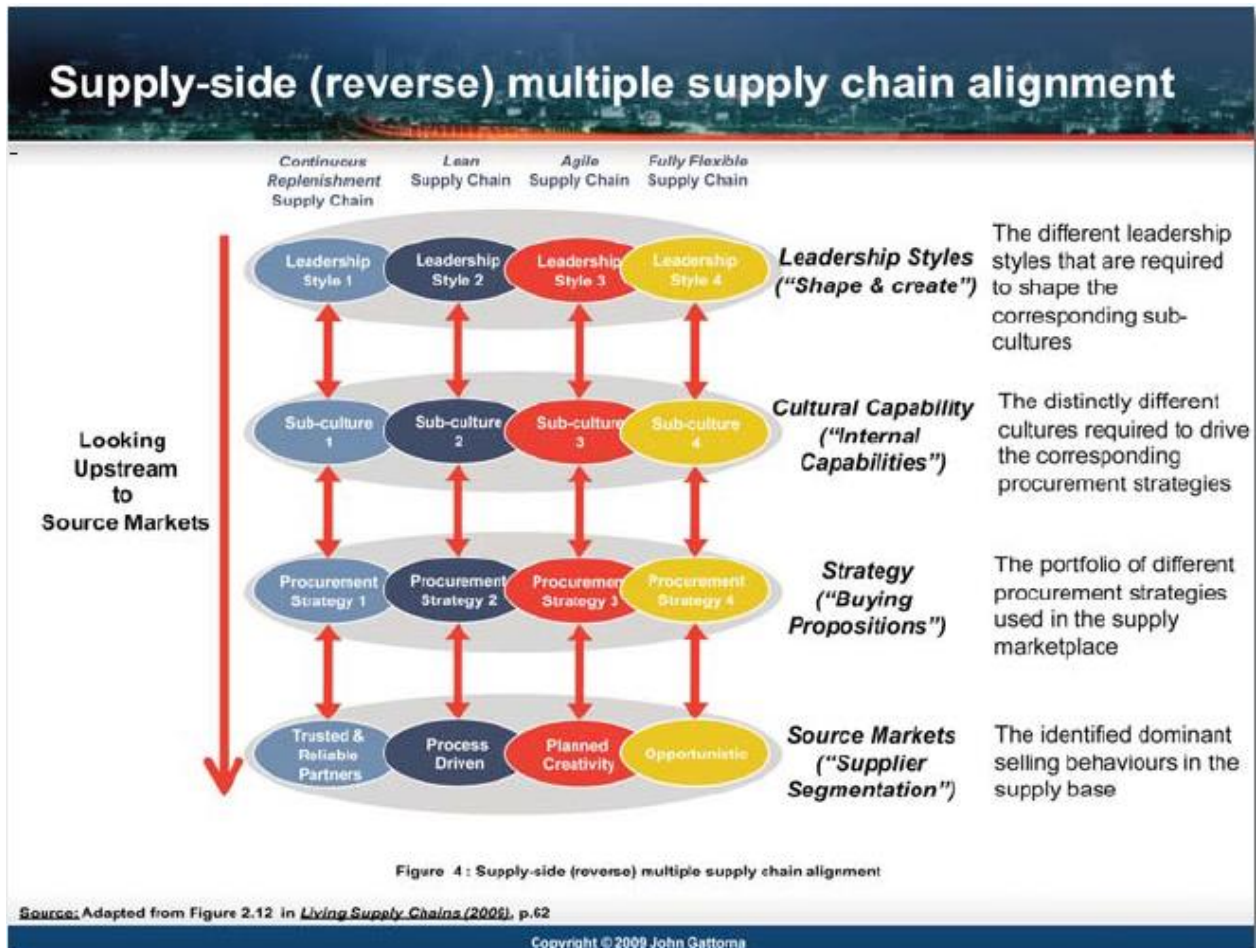 Supply-side (reverse) multiple supply chain alignment
Continuous
Replenishment
Supply Chain
Lean
Supply Chain
Agile
Supply Chain
Fully Flexible
Supply Chain
Leadership
Style 1
Leadership
Style 2
Leadership
Style 3
Leadership
Style 4
Leadership Styles
(“Shape & create”)
The different leadership
styles that are required
to shape the
corresponding sub-
cultures
Looking
Upstream
to
Source Markets
Sub-culture
1
Sub-culture
2
Sub-culture
3
Sub-culture
4
Cultural Capability
(“Internal
Capabilities”)
The distinctly different
cultures required to drive
the corresponding
procurement strategies
Procurement
Strategy 1
Procurement
Strategy 2
Procurement
Strategy 3
Procurement
Strategy 4
Strategy
(“Buying
Propositions”)
The portfolio of different
procurement strategies
used in the supply
marketplace
Trusted &
Reliable
Partners
Process
Driven
Planned
Creativity
Opportunistic
Source Markets
(“Supplier
Segmentation”)
The identified dominant
selling behaviours in the
supply base
Figure 4 : Supply-side (reverse) multiple supply chain alignment
Source: Adapted from Figure 2.12 in Living Supply Chains (2006), p.62
Copyright © 2009 John Gattorna